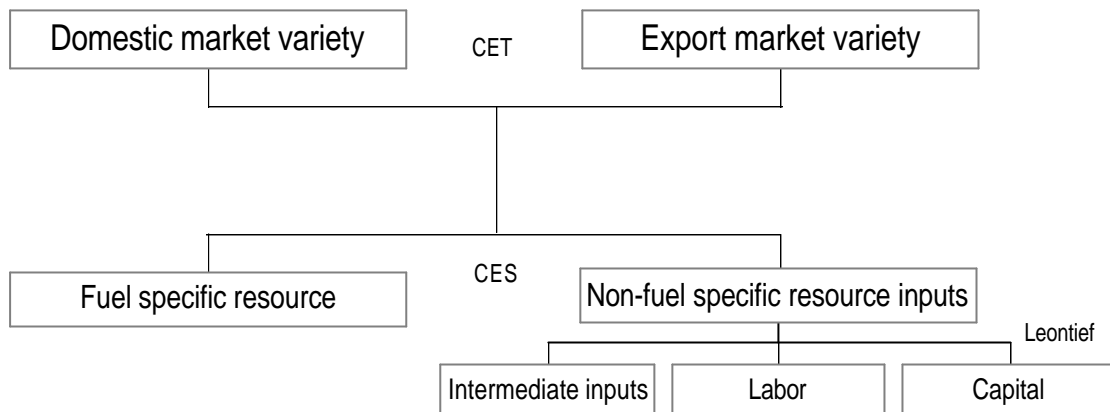 Domestic market variety
CET
Export market variety
CES
Fuel specific resource
Non-fuel specific resource inputs
Leontief
Intermediate inputs
Labor
Capital